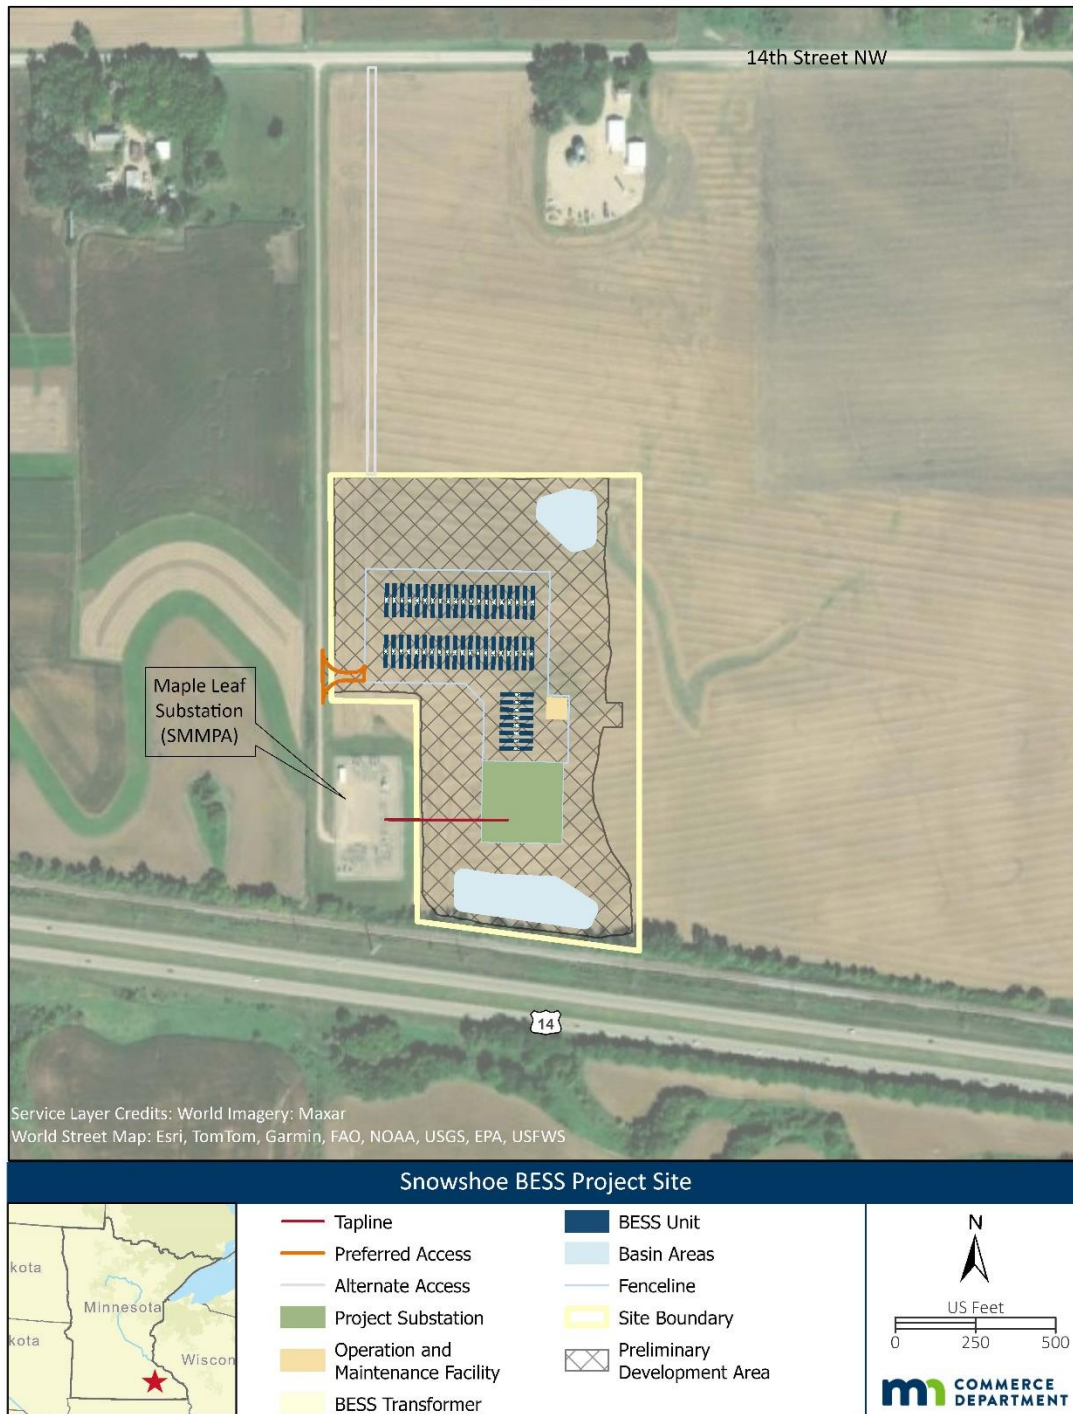 14th Street NW
Maple Leaf
Substation
(SMMPA)
14
Service Layer Credits: World Imagery: Maxar
World Street Map: Esri, TomTom, Garmin, FAO, NOAA, USGS, EPA, USFWS
Snowshoe BESS Project Site
kota
Minnesota
kota
Wiscon
Tapline
Preferred Access
Alternate Access
Project Substation
Operation and
Maintenance Facility
BESS Transformer
BESS Unit
Basin Areas
Fenceline
Site Boundary
Preliminary
Development Area
N
US Feet
0 250 500
mn COMMERCE
DEPARTMENT